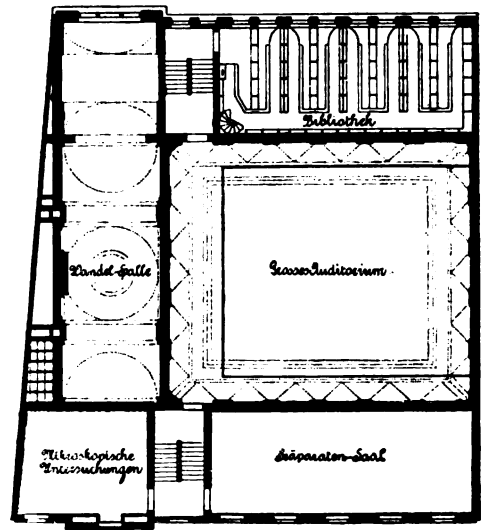 Bibliothek
Wandel-Halle
Grosses Auditorium.
Mikroskopische
Untersuchungen
Präparaten-Saal